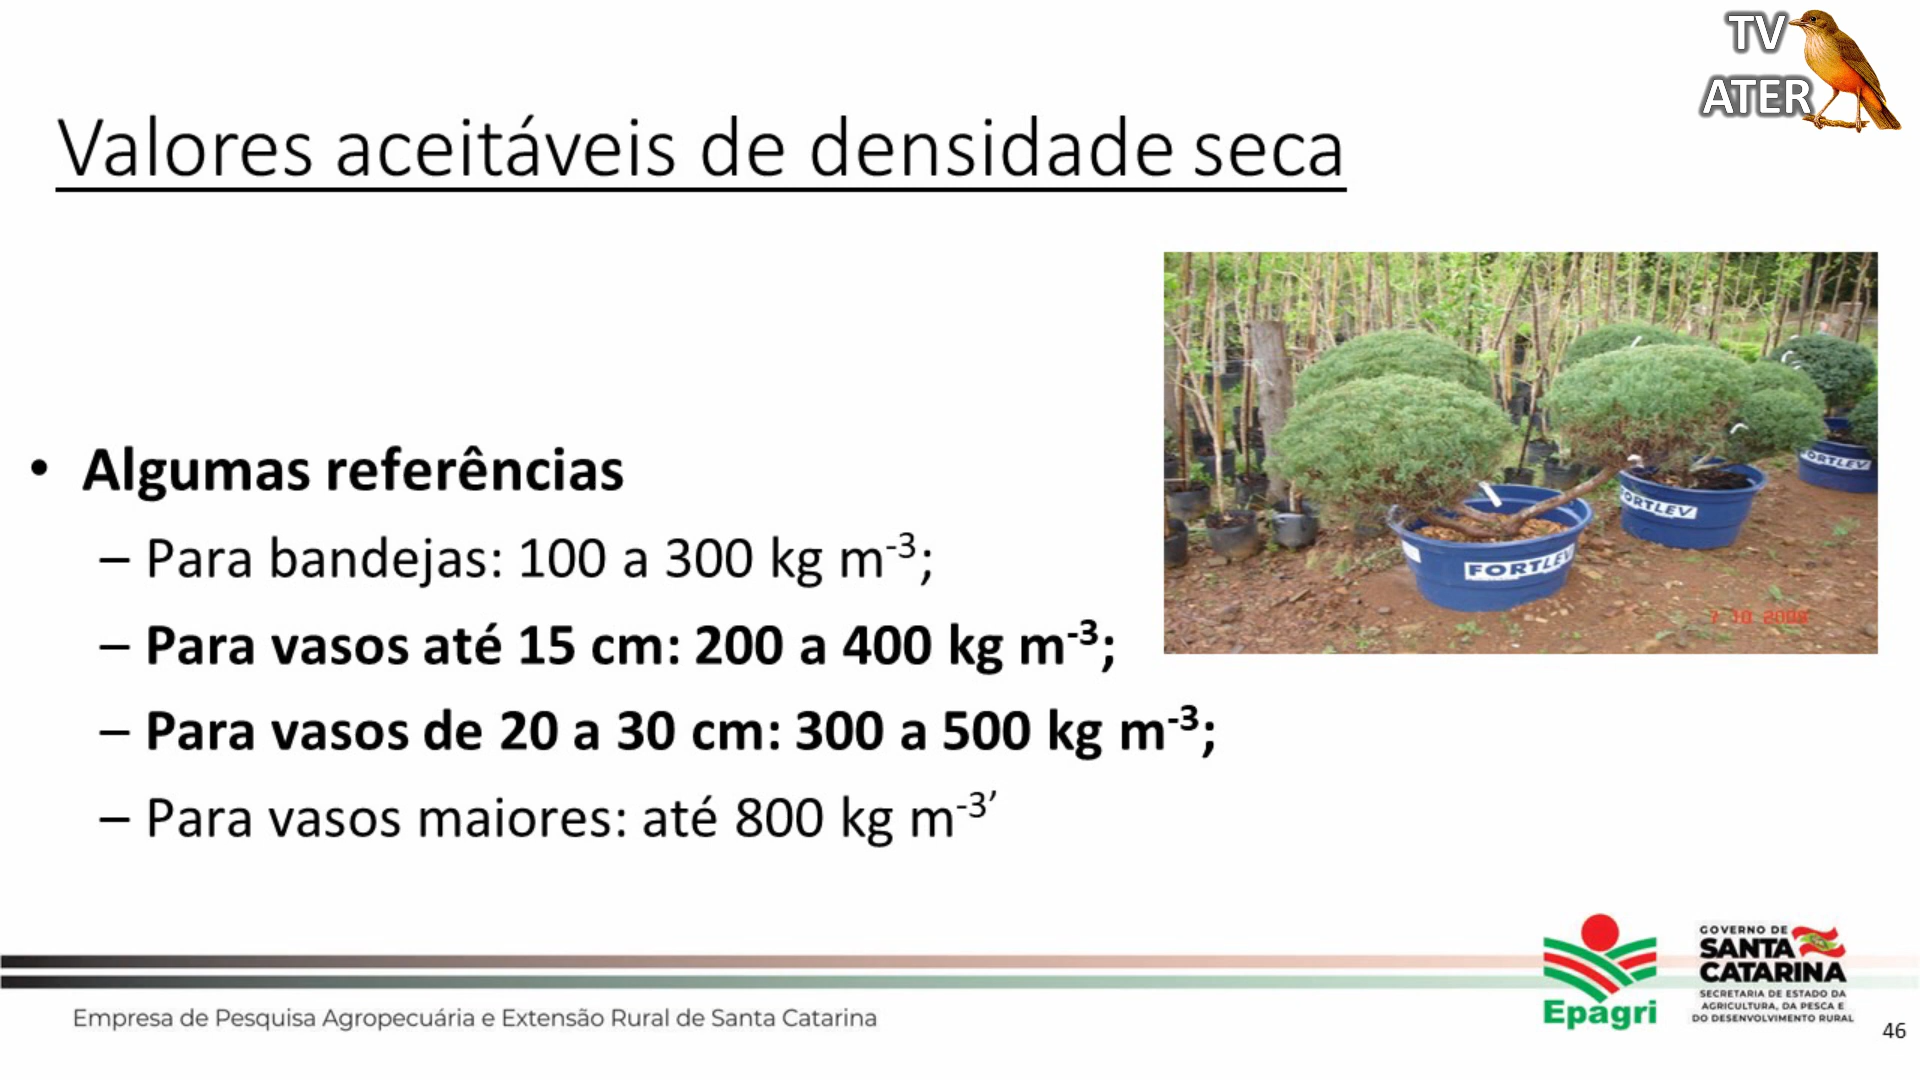 TV
ATER
Valores aceitáveis de densidade seca
• Algumas referências
– Para bandejas: 100 a 300 kg m⁻³;
– Para vasos até 15 cm: 200 a 400 kg m⁻³;
– Para vasos de 20 a 30 cm: 300 a 500 kg m⁻³;
– Para vasos maiores: até 800 kg m⁻³’
FORTLEV
FORTLEV
FORTLEV
7 10 2008
Empresa de Pesquisa Agropecuária e Extensão Rural de Santa Catarina
Epagri
GOVERNO DE
SANTA
CATARINA
SECRETARIA DE ESTADO DA
AGRICULTURA, DA PESCA E
DO DESENVOLVIMENTO RURAL
46